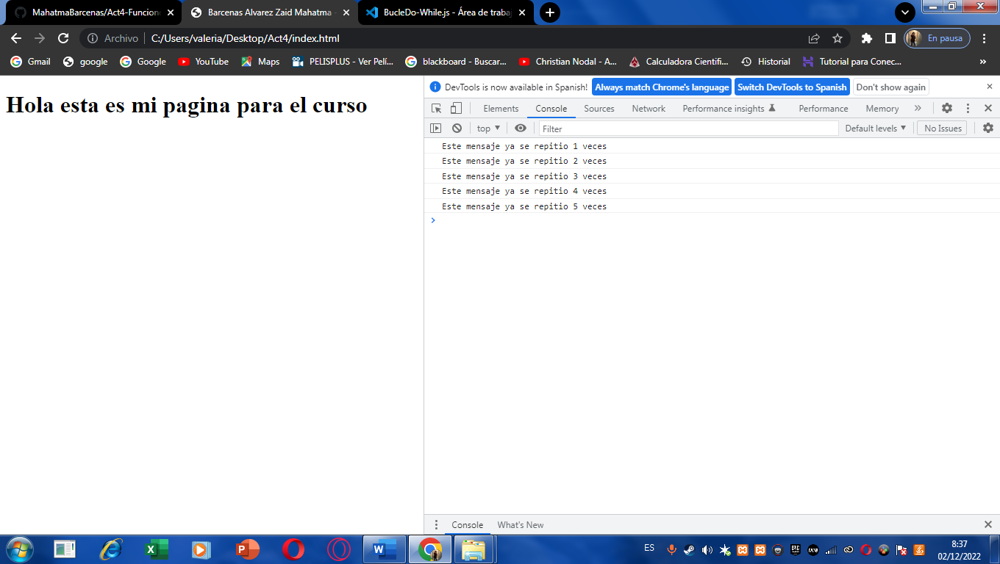 MahatmaBarcenas/Act4-Funcione
Barcenas Alvarez Zaid Mahatma -
BucleDo-While.js - Área de trabaj
Archivo C:/Users/valeria/Desktop/Act4/index.html En pausa
Gmail google Google YouTube Maps PELISPLUS - Ver Pelí... blackboard - Buscar... Christian Nodal - A... Calculadora Cientifi... Historial Tutorial para Conec... »
Hola esta es mi pagina para el curso
DevTools is now available in Spanish! Always match Chrome's language Switch DevTools to Spanish Don't show again
Elements Console Sources Network Performance insights Performance Memory »
top Filter Default levels No Issues
Este mensaje ya se repitio 1 veces
Este mensaje ya se repitio 2 veces
Este mensaje ya se repitio 3 veces
Este mensaje ya se repitio 4 veces
Este mensaje ya se repitio 5 veces
Console What's New
ES
8:37
02/12/2022